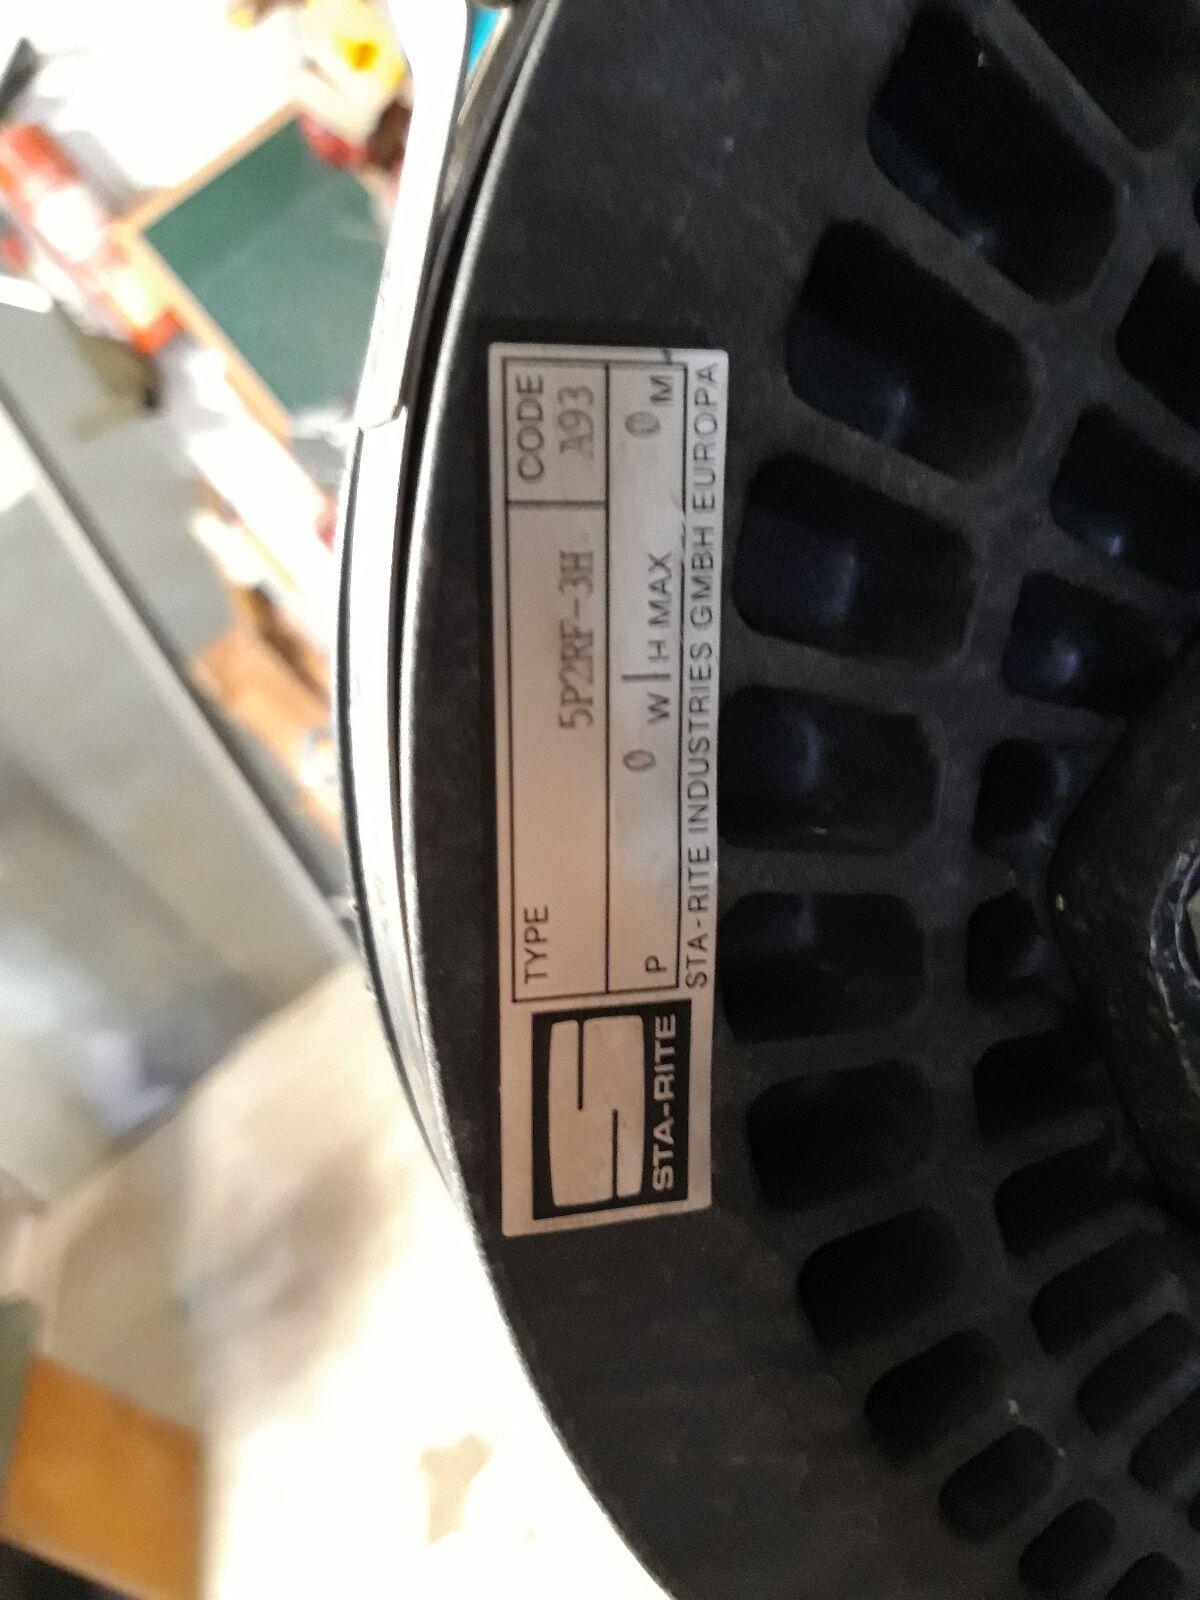 STA-RITE
TYPE CODE
5P2RF-3H A93
P 0 W H MAX 0 M
STA-RITE INDUSTRIES GMBH EUROPA